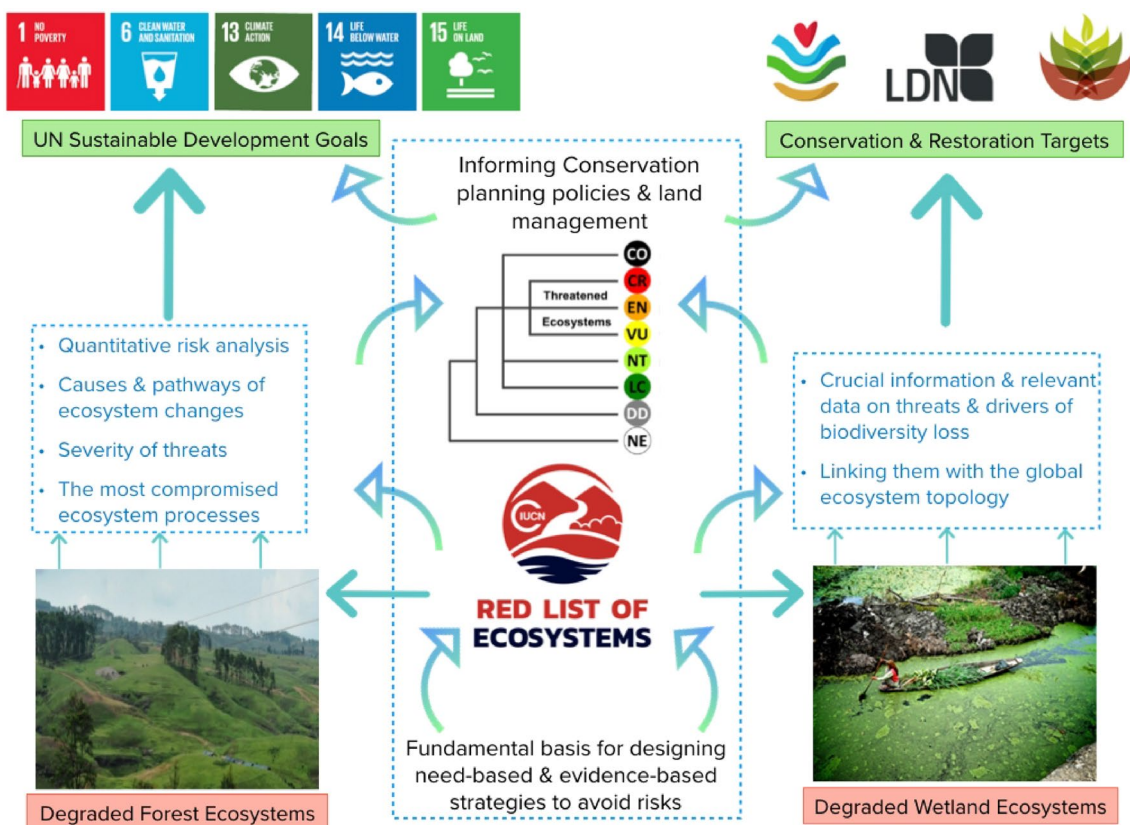 1 NO
POVERTY
6 CLEAN WATER
AND SANITATION
13 CLIMATE
ACTION
14 LIFE
BELOW WATER
15 LIFE
ON LAND
LDN
UN Sustainable Development Goals
Conservation & Restoration Targets
Informing Conservation
planning policies & land
management
CO
CR
Threatened
EN
Ecosystems
VU
NT
LC
DD
NE
• Quantitative risk analysis
• Causes & pathways of
ecosystem changes
• Severity of threats
• The most compromised
ecosystem processes
• Crucial information & relevant
data on threats & drivers of
biodiversity loss
• Linking them with the global
ecosystem topology
IUCN
RED LIST OF
ECOSYSTEMS
Fundamental basis for designing
need-based & evidence-based
strategies to avoid risks
Degraded Forest Ecosystems
Degraded Wetland Ecosystems